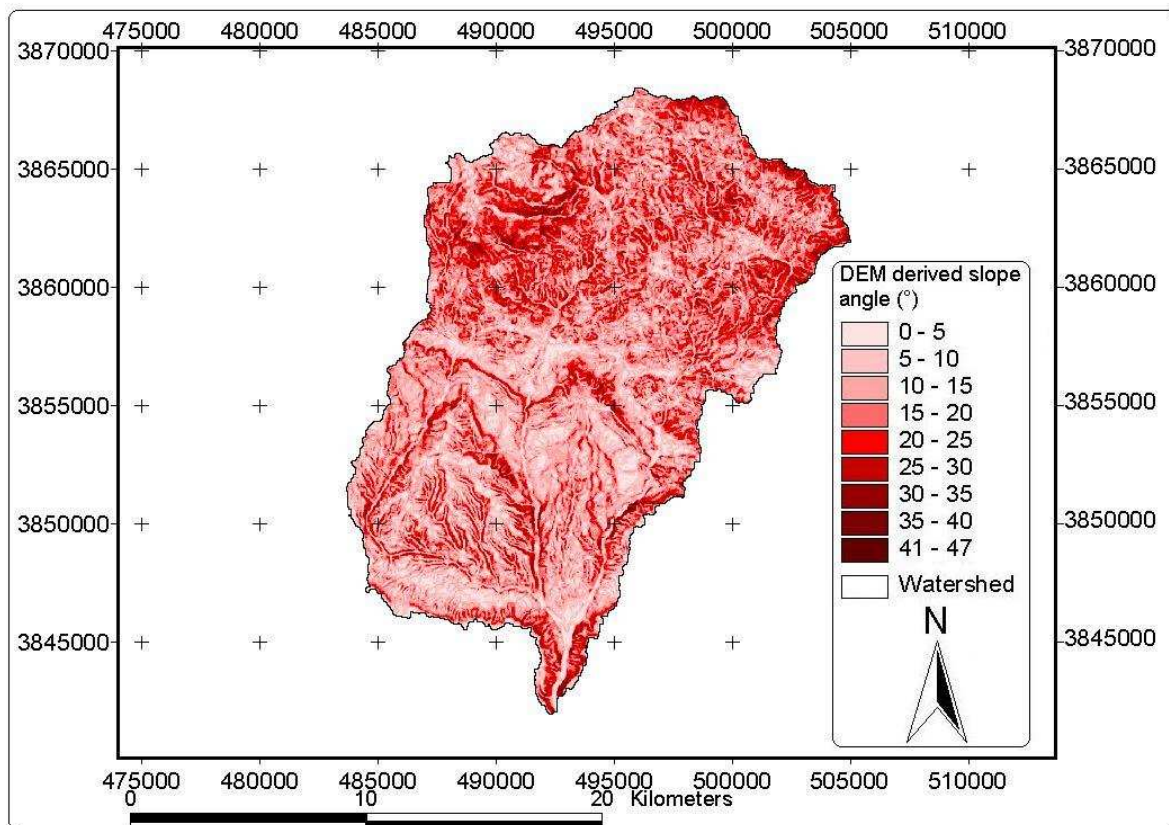 475000 480000 485000 490000 495000 500000 505000 510000
3870000 3870000
3865000 3865000
3860000 3860000
3855000 3855000
3850000 3850000
3845000 3845000
DEM derived slope
angle (°)
0 - 5
5 - 10
10 - 15
15 - 20
20 - 25
25 - 30
30 - 35
35 - 40
41 - 47
Watershed
N
475000 480000 485000 490000 495000 500000 505000 510000
0 10 20 Kilometers